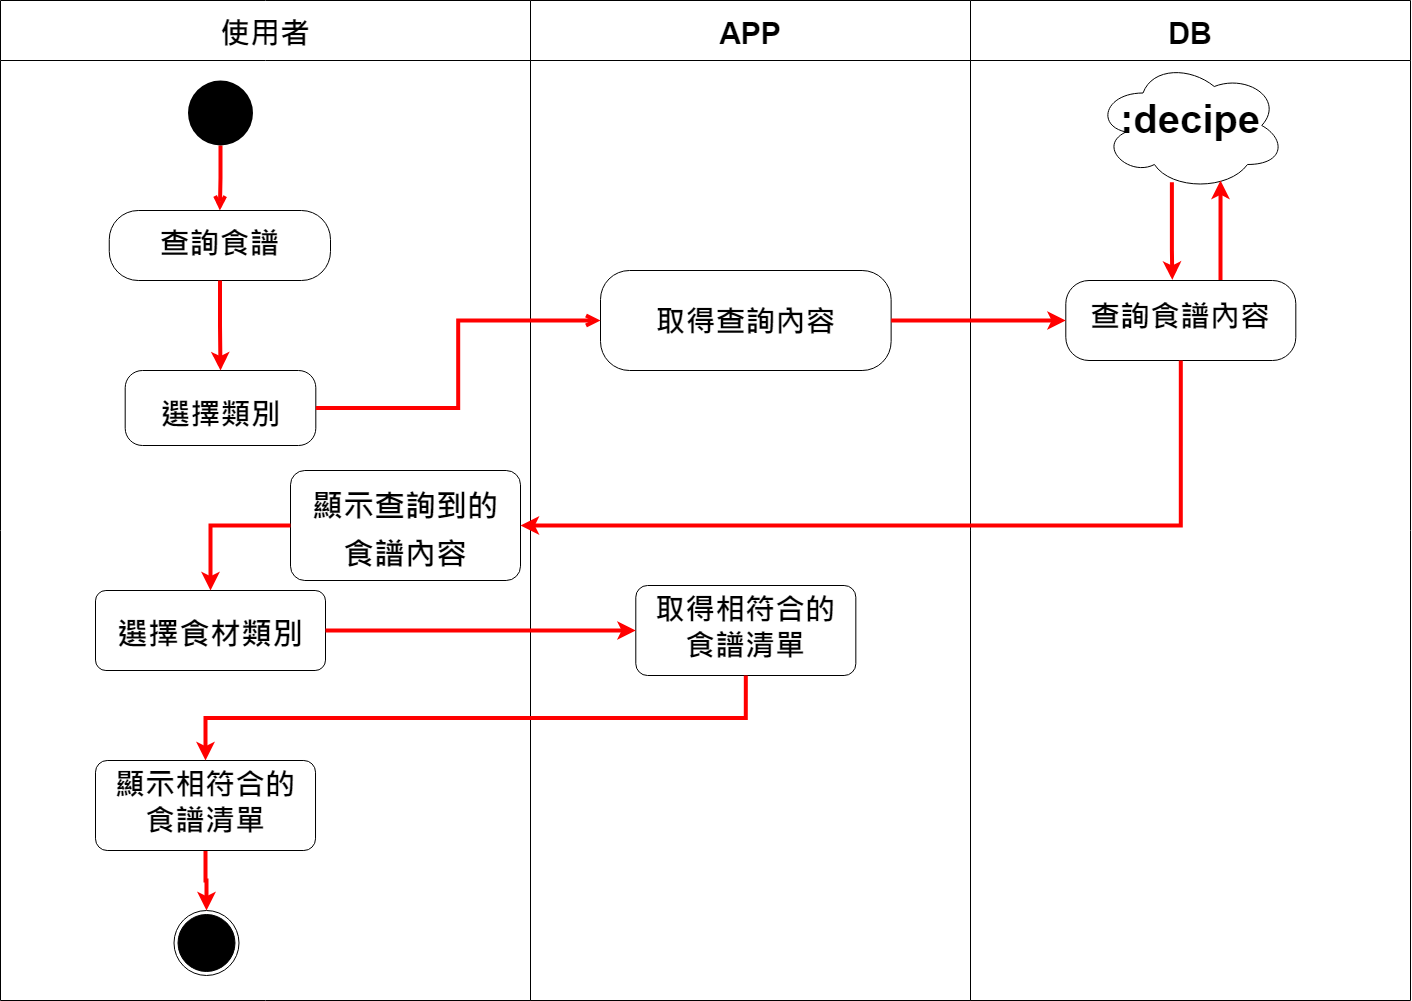 使用者
APP
DB
:decipe
查詢食譜
取得查詢內容
查詢食譜內容
選擇類別
顯示查詢到的
食譜內容
選擇食材類別
取得相符合的
食譜清單
顯示相符合的
食譜清單